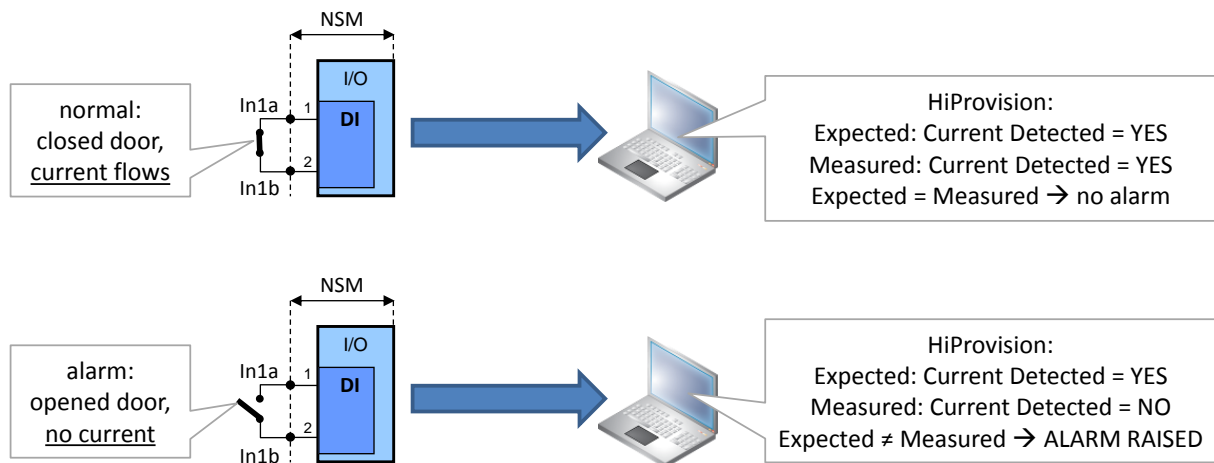 NSM
I/O
DI
In1a
1
2
In1b
normal:
closed door,
current flows
HiProvision:
Expected: Current Detected = YES
Measured: Current Detected = YES
Expected = Measured → no alarm
NSM
I/O
DI
In1a
1
2
In1b
alarm:
opened door,
no current
HiProvision:
Expected: Current Detected = YES
Measured: Current Detected = NO
Expected ≠ Measured → ALARM RAISED